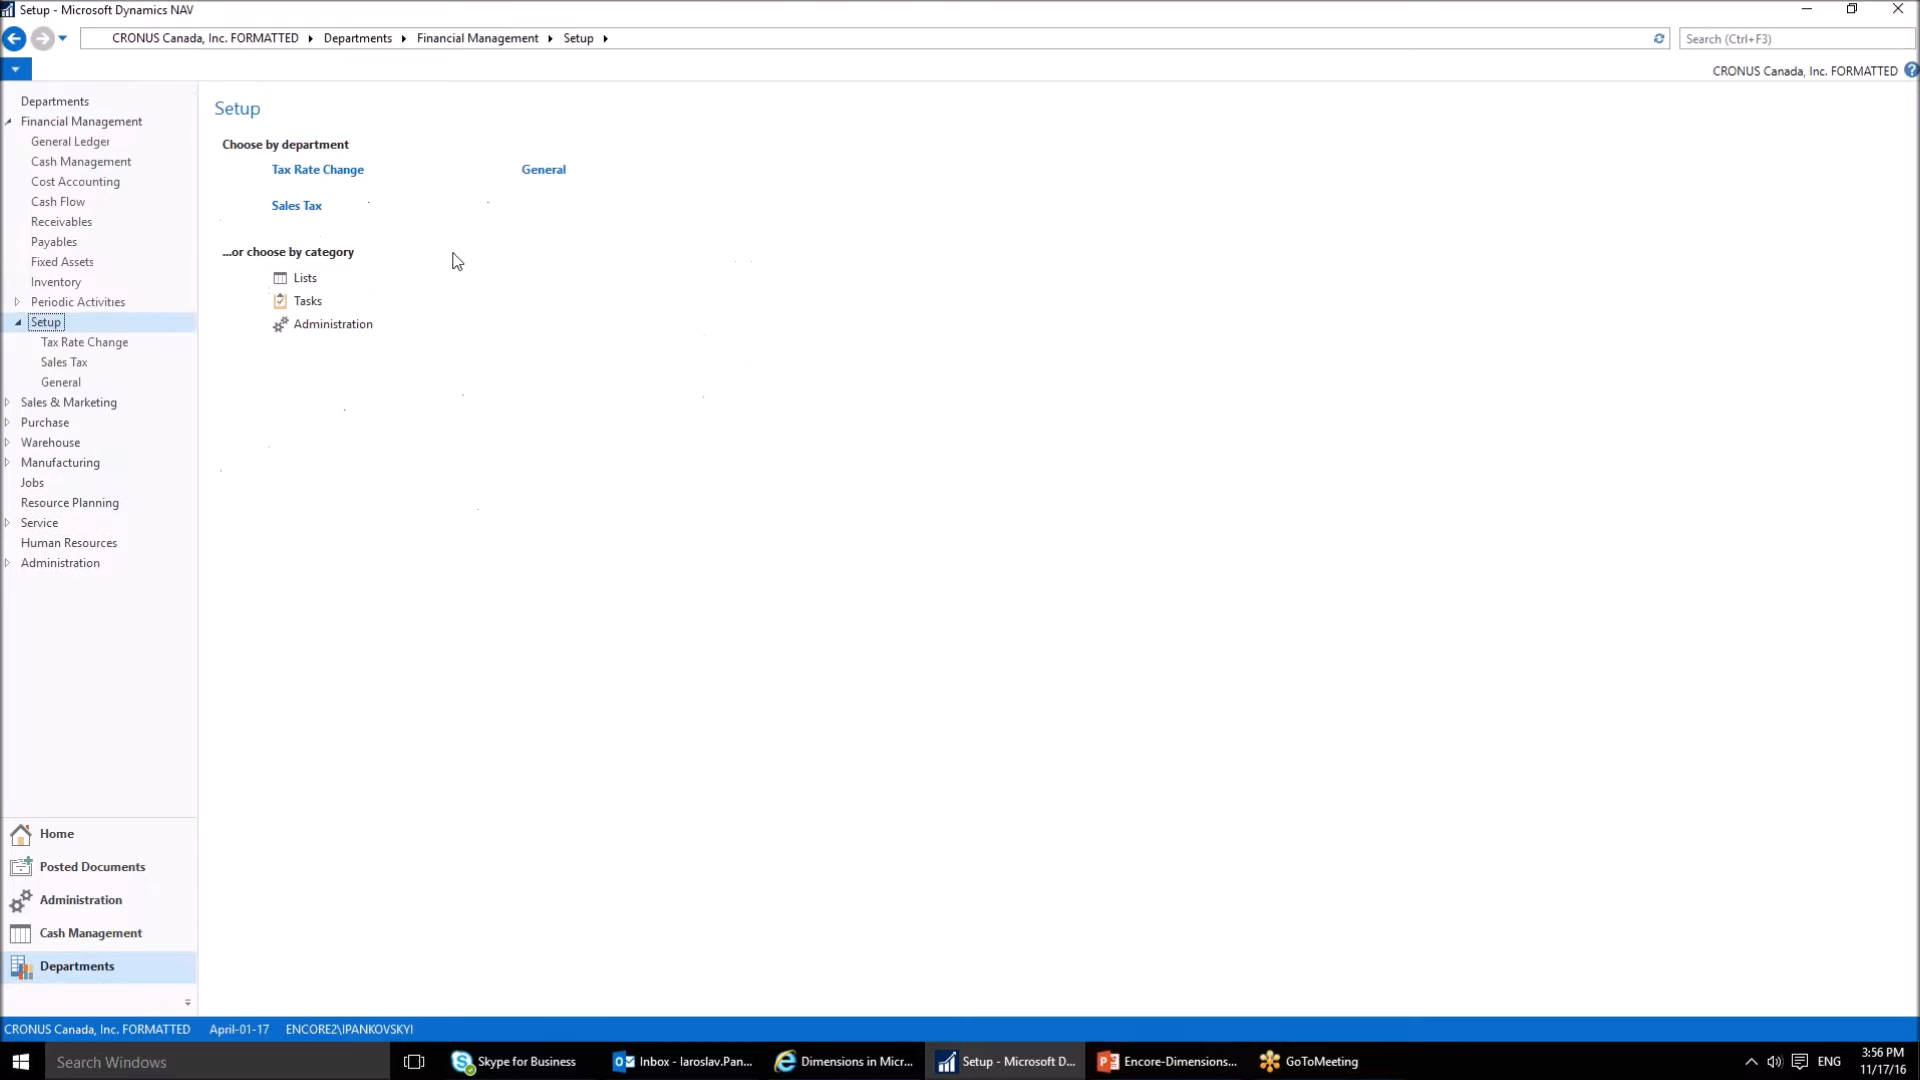 Setup - Microsoft Dynamics NAV
CRONUS Canada, Inc. FORMATTED Departments Financial Management Setup
Search (Ctrl+F3)
CRONUS Canada, Inc. FORMATTED
Departments
Financial Management
General Ledger
Cash Management
Cost Accounting
Cash Flow
Receivables
Payables
Fixed Assets
Inventory
Periodic Activities
Setup
Tax Rate Change
Sales Tax
General
Sales & Marketing
Purchase
Warehouse
Manufacturing
Jobs
Resource Planning
Service
Human Resources
Administration
Setup
Choose by department
Tax Rate Change General
Sales Tax
...or choose by category
Lists
Tasks
Administration
Home
Posted Documents
Administration
Cash Management
Departments
CRONUS Canada, Inc. FORMATTED April-01-17 ENCORE2\IPANKOVSKYI
Search Windows Skype for Business Inbox - Iaroslav.Pan... Dimensions in Micr... Setup - Microsoft D... Encore-Dimensions... GoToMeeting ENG
3:56 PM
11/17/16